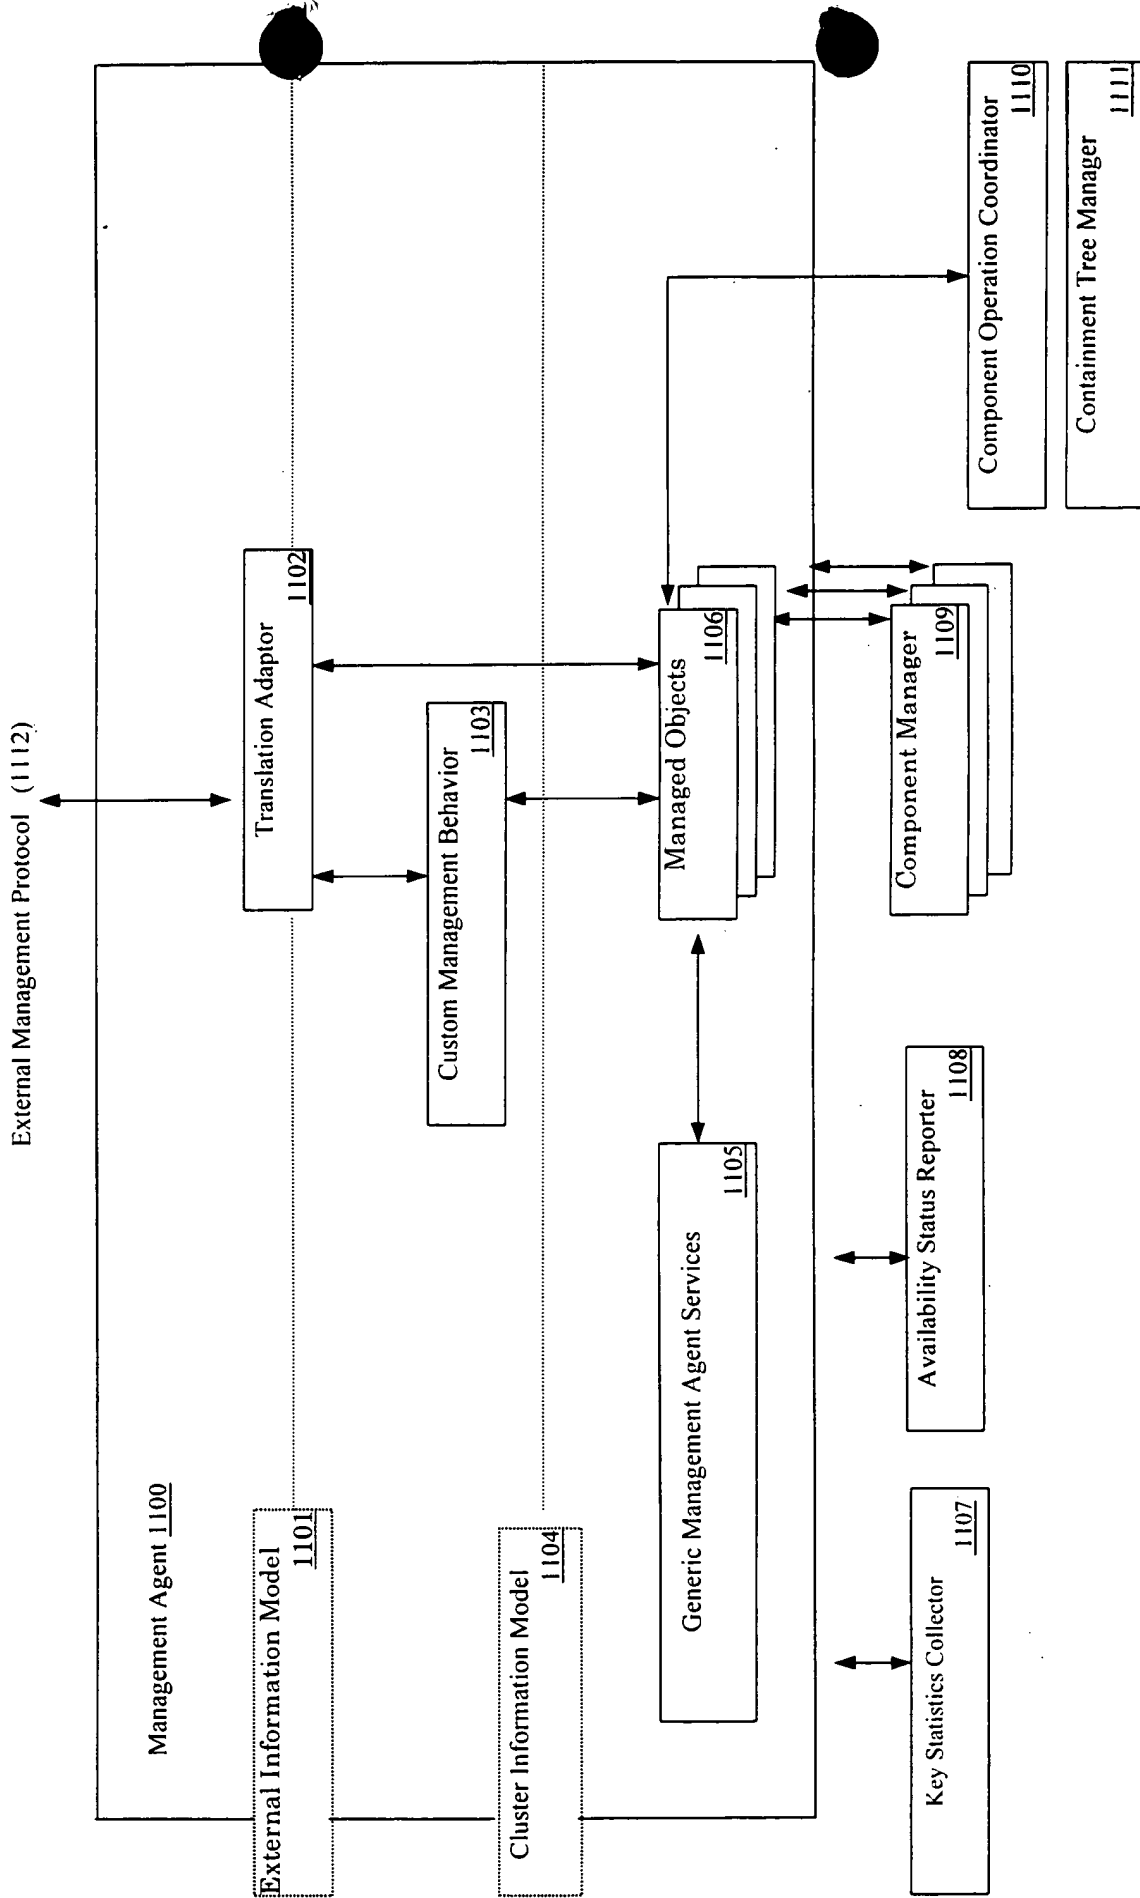 External Management Protocol (1112)
Management Agent 1100
External Information Model
1101
Translation Adaptor
1102
Custom Management Behavior
1103
Cluster Information Model
1104
Generic Management Agent Services
1105
Managed Objects
1106
Key Statistics Collector
1107
Availability Status Reporter
1108
Component Manager
1109
Component Operation Coordinator
1110
Containment Tree Manager
1111